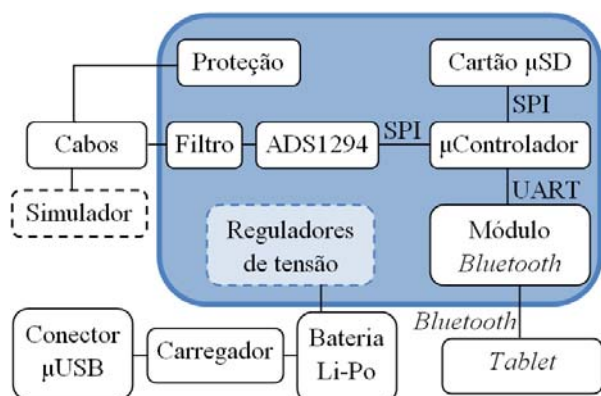 Proteção
Cartão µSD
SPI
Cabos
Filtro
ADS1294
SPI
µControlador
UART
Simulador
Reguladores
de tensão
Módulo
Bluetooth
Bluetooth
Conector
µUSB
Carregador
Bateria
Li-Po
Tablet